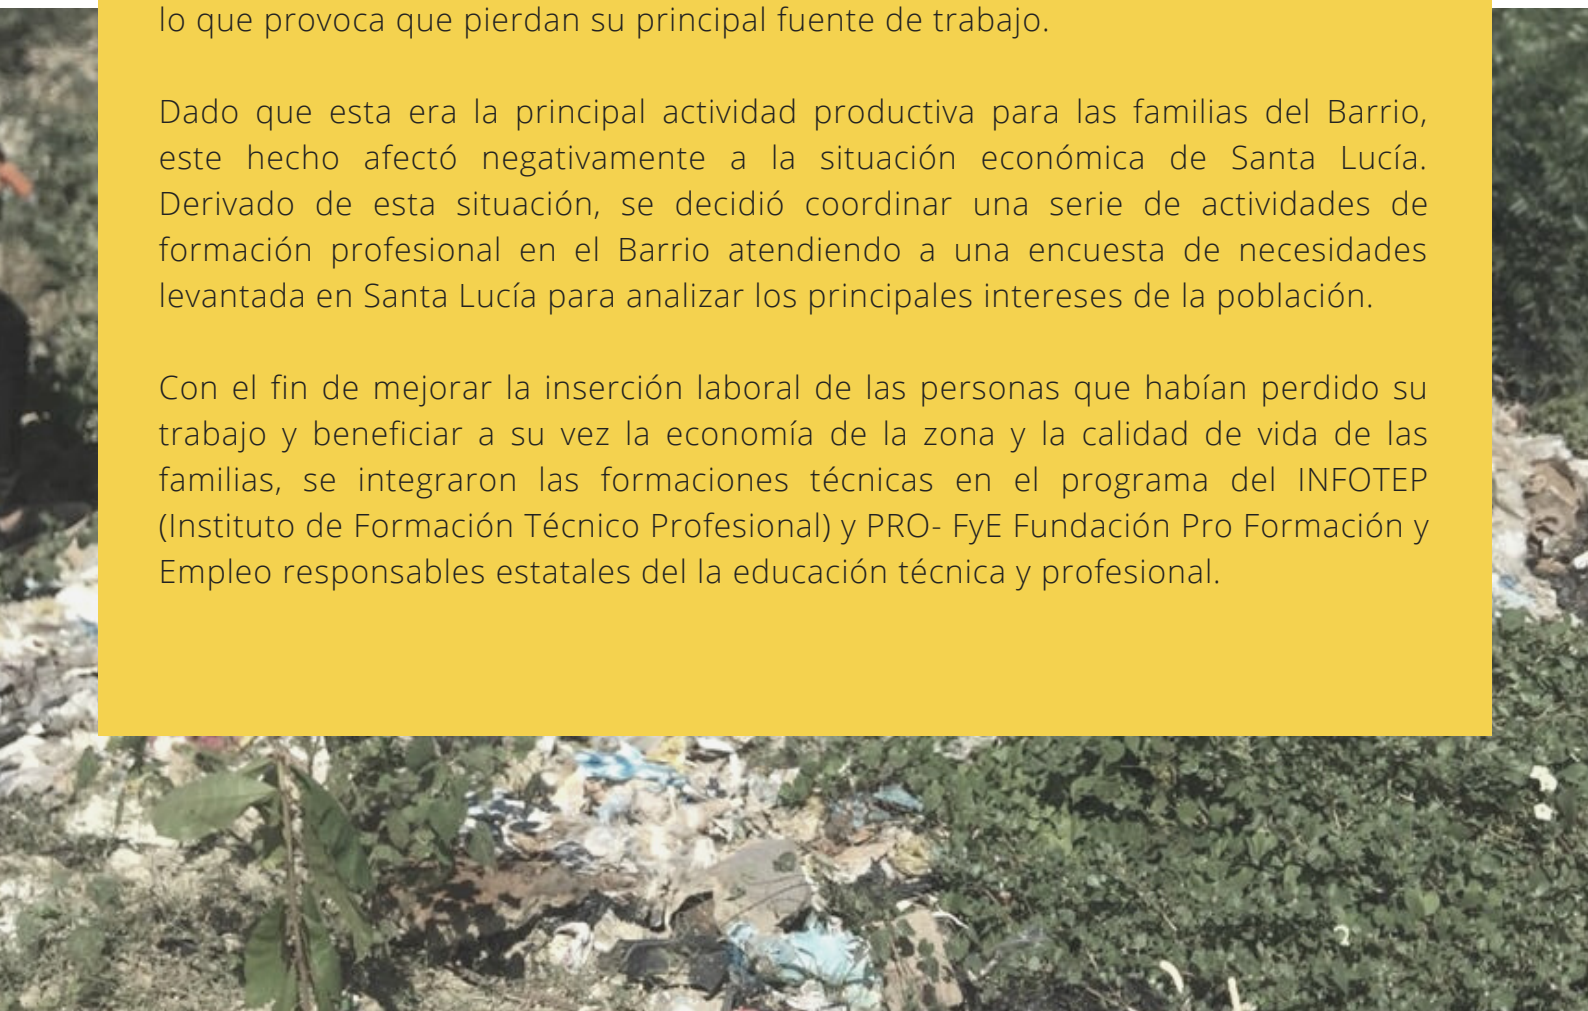 lo que provoca que pierdan su principal fuente de trabajo.
Dado que esta era la principal actividad productiva para las familias del Barrio,
este hecho afectó negativamente a la situación económica de Santa Lucía.
Derivado de esta situación, se decidió coordinar una serie de actividades de
formación profesional en el Barrio atendiendo a una encuesta de necesidades
levantada en Santa Lucía para analizar los principales intereses de la población.
Con el fin de mejorar la inserción laboral de las personas que habían perdido su
trabajo y beneficiar a su vez la economía de la zona y la calidad de vida de las
familias, se integraron las formaciones técnicas en el programa del INFOTEP
(Instituto de Formación Técnico Profesional) y PRO- FyE Fundación Pro Formación y
Empleo responsables estatales del la educación técnica y profesional.